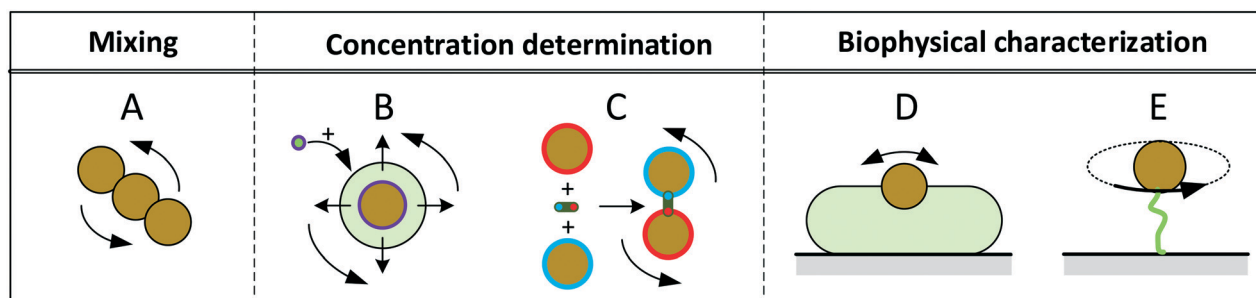 Mixing
Concentration determination
Biophysical characterization
A
B
C
D
E
+
+
+